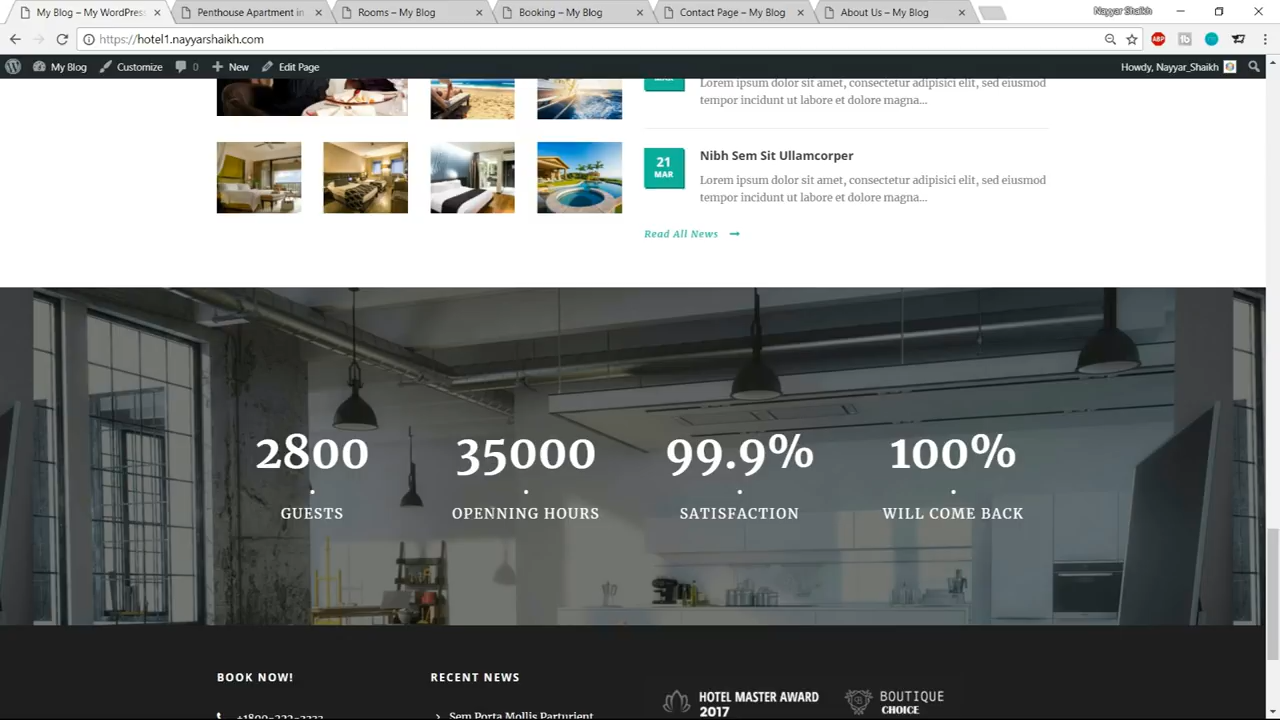 My Blog – My WordPress
Penthouse Apartment in
Rooms – My Blog
Booking – My Blog
Contact Page – My Blog
About Us – My Blog
Nayyar Shaikh
https://hotel1.nayyarshaikh.com
ABP
My Blog
Customize
0
New
Edit Page
Howdy, Nayyar_Shaikh
MAR
Lorem ipsum dolor sit amet, consectetur adipisici elit, sed eiusmod
tempor incidunt ut labore et dolore magna...
21
MAR
Nibh Sem Sit Ullamcorper
Lorem ipsum dolor sit amet, consectetur adipisici elit, sed eiusmod
tempor incidunt ut labore et dolore magna...
Read All News
2800
GUESTS
35000
OPENNING HOURS
99.9%
SATISFACTION
100%
WILL COME BACK
BOOK NOW!
+1800-222-3333
RECENT NEWS
Sem Porta Mollis Parturient
HOTEL MASTER AWARD
2017
BOUTIQUE
CHOICE